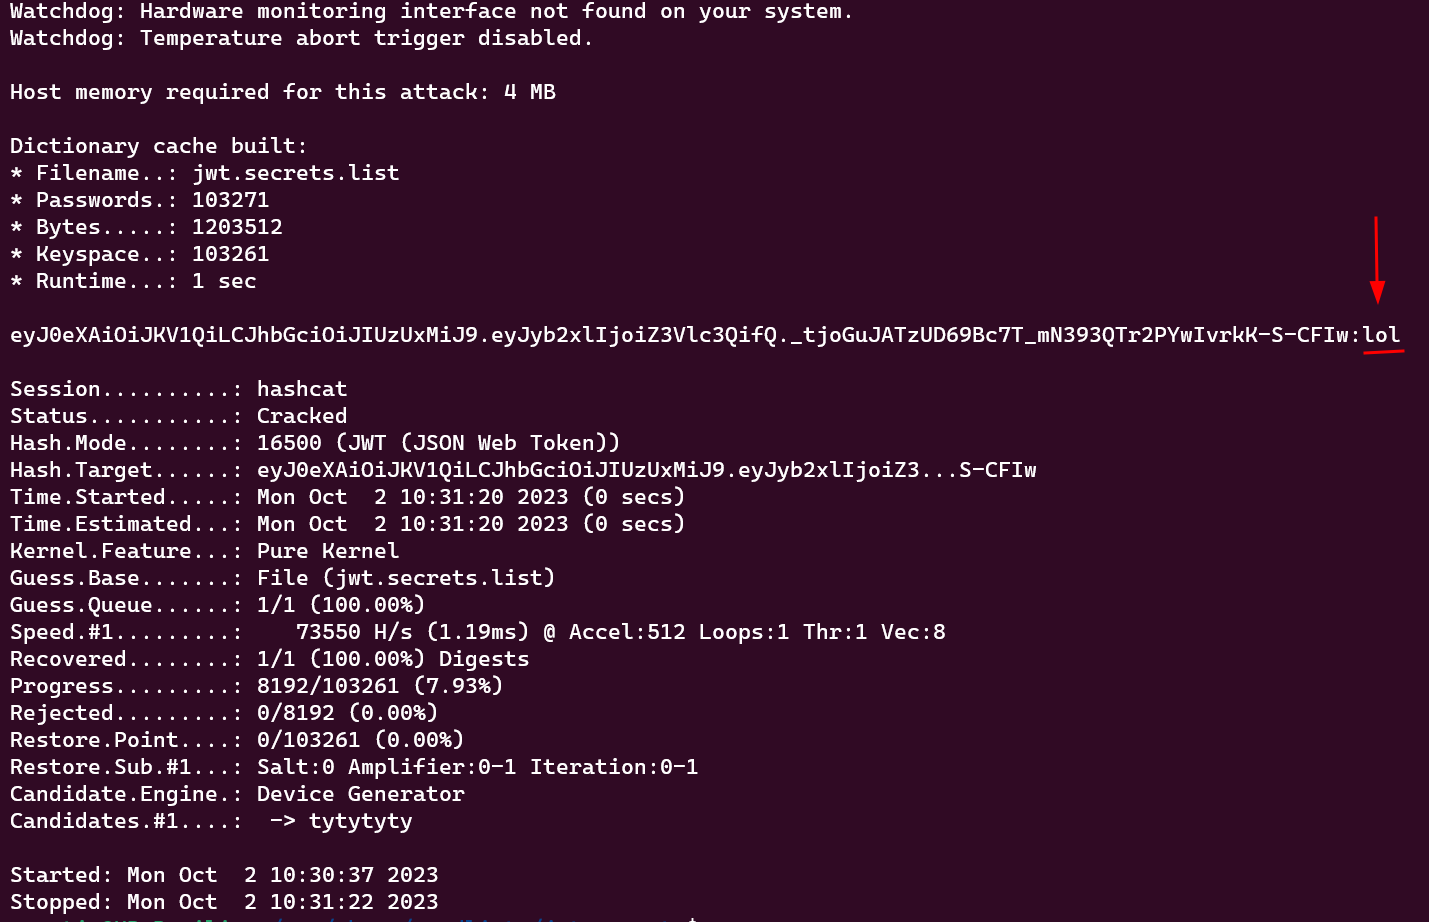 Watchdog: Hardware monitoring interface not found on your system.
Watchdog: Temperature abort trigger disabled.
Host memory required for this attack: 4 MB
Dictionary cache built:
* Filename..: jwt.secrets.list
* Passwords.: 103271
* Bytes.....: 1203512
* Keyspace..: 103261
* Runtime...: 1 sec
eyJ0eXAiOiJKV1QiLCJhbGciOiJIUzUxMiJ9.eyJyb2xlIjoiZ3Vlc3QifQ._tjoGuJATzUD69Bc7T_mN393QTr2PYwIvrkK-S-CFIw:lol
Session..........: hashcat
Status...........: Cracked
Hash.Mode........: 16500 (JWT (JSON Web Token))
Hash.Target......: eyJ0eXAiOiJKV1QiLCJhbGciOiJIUzUxMiJ9.eyJyb2xlIjoiZ3...S-CFIw
Time.Started.....: Mon Oct  2 10:31:20 2023 (0 secs)
Time.Estimated...: Mon Oct  2 10:31:20 2023 (0 secs)
Kernel.Feature...: Pure Kernel
Guess.Base.......: File (jwt.secrets.list)
Guess.Queue......: 1/1 (100.00%)
Speed.#1.........:    73550 H/s (1.19ms) @ Accel:512 Loops:1 Thr:1 Vec:8
Recovered........: 1/1 (100.00%) Digests
Progress.........: 8192/103261 (7.93%)
Rejected.........: 0/8192 (0.00%)
Restore.Point....: 0/103261 (0.00%)
Restore.Sub.#1...: Salt:0 Amplifier:0-1 Iteration:0-1
Candidate.Engine.: Device Generator
Candidates.#1....:  -> tytytyty
Started: Mon Oct  2 10:30:37 2023
Stopped: Mon Oct  2 10:31:22 2023